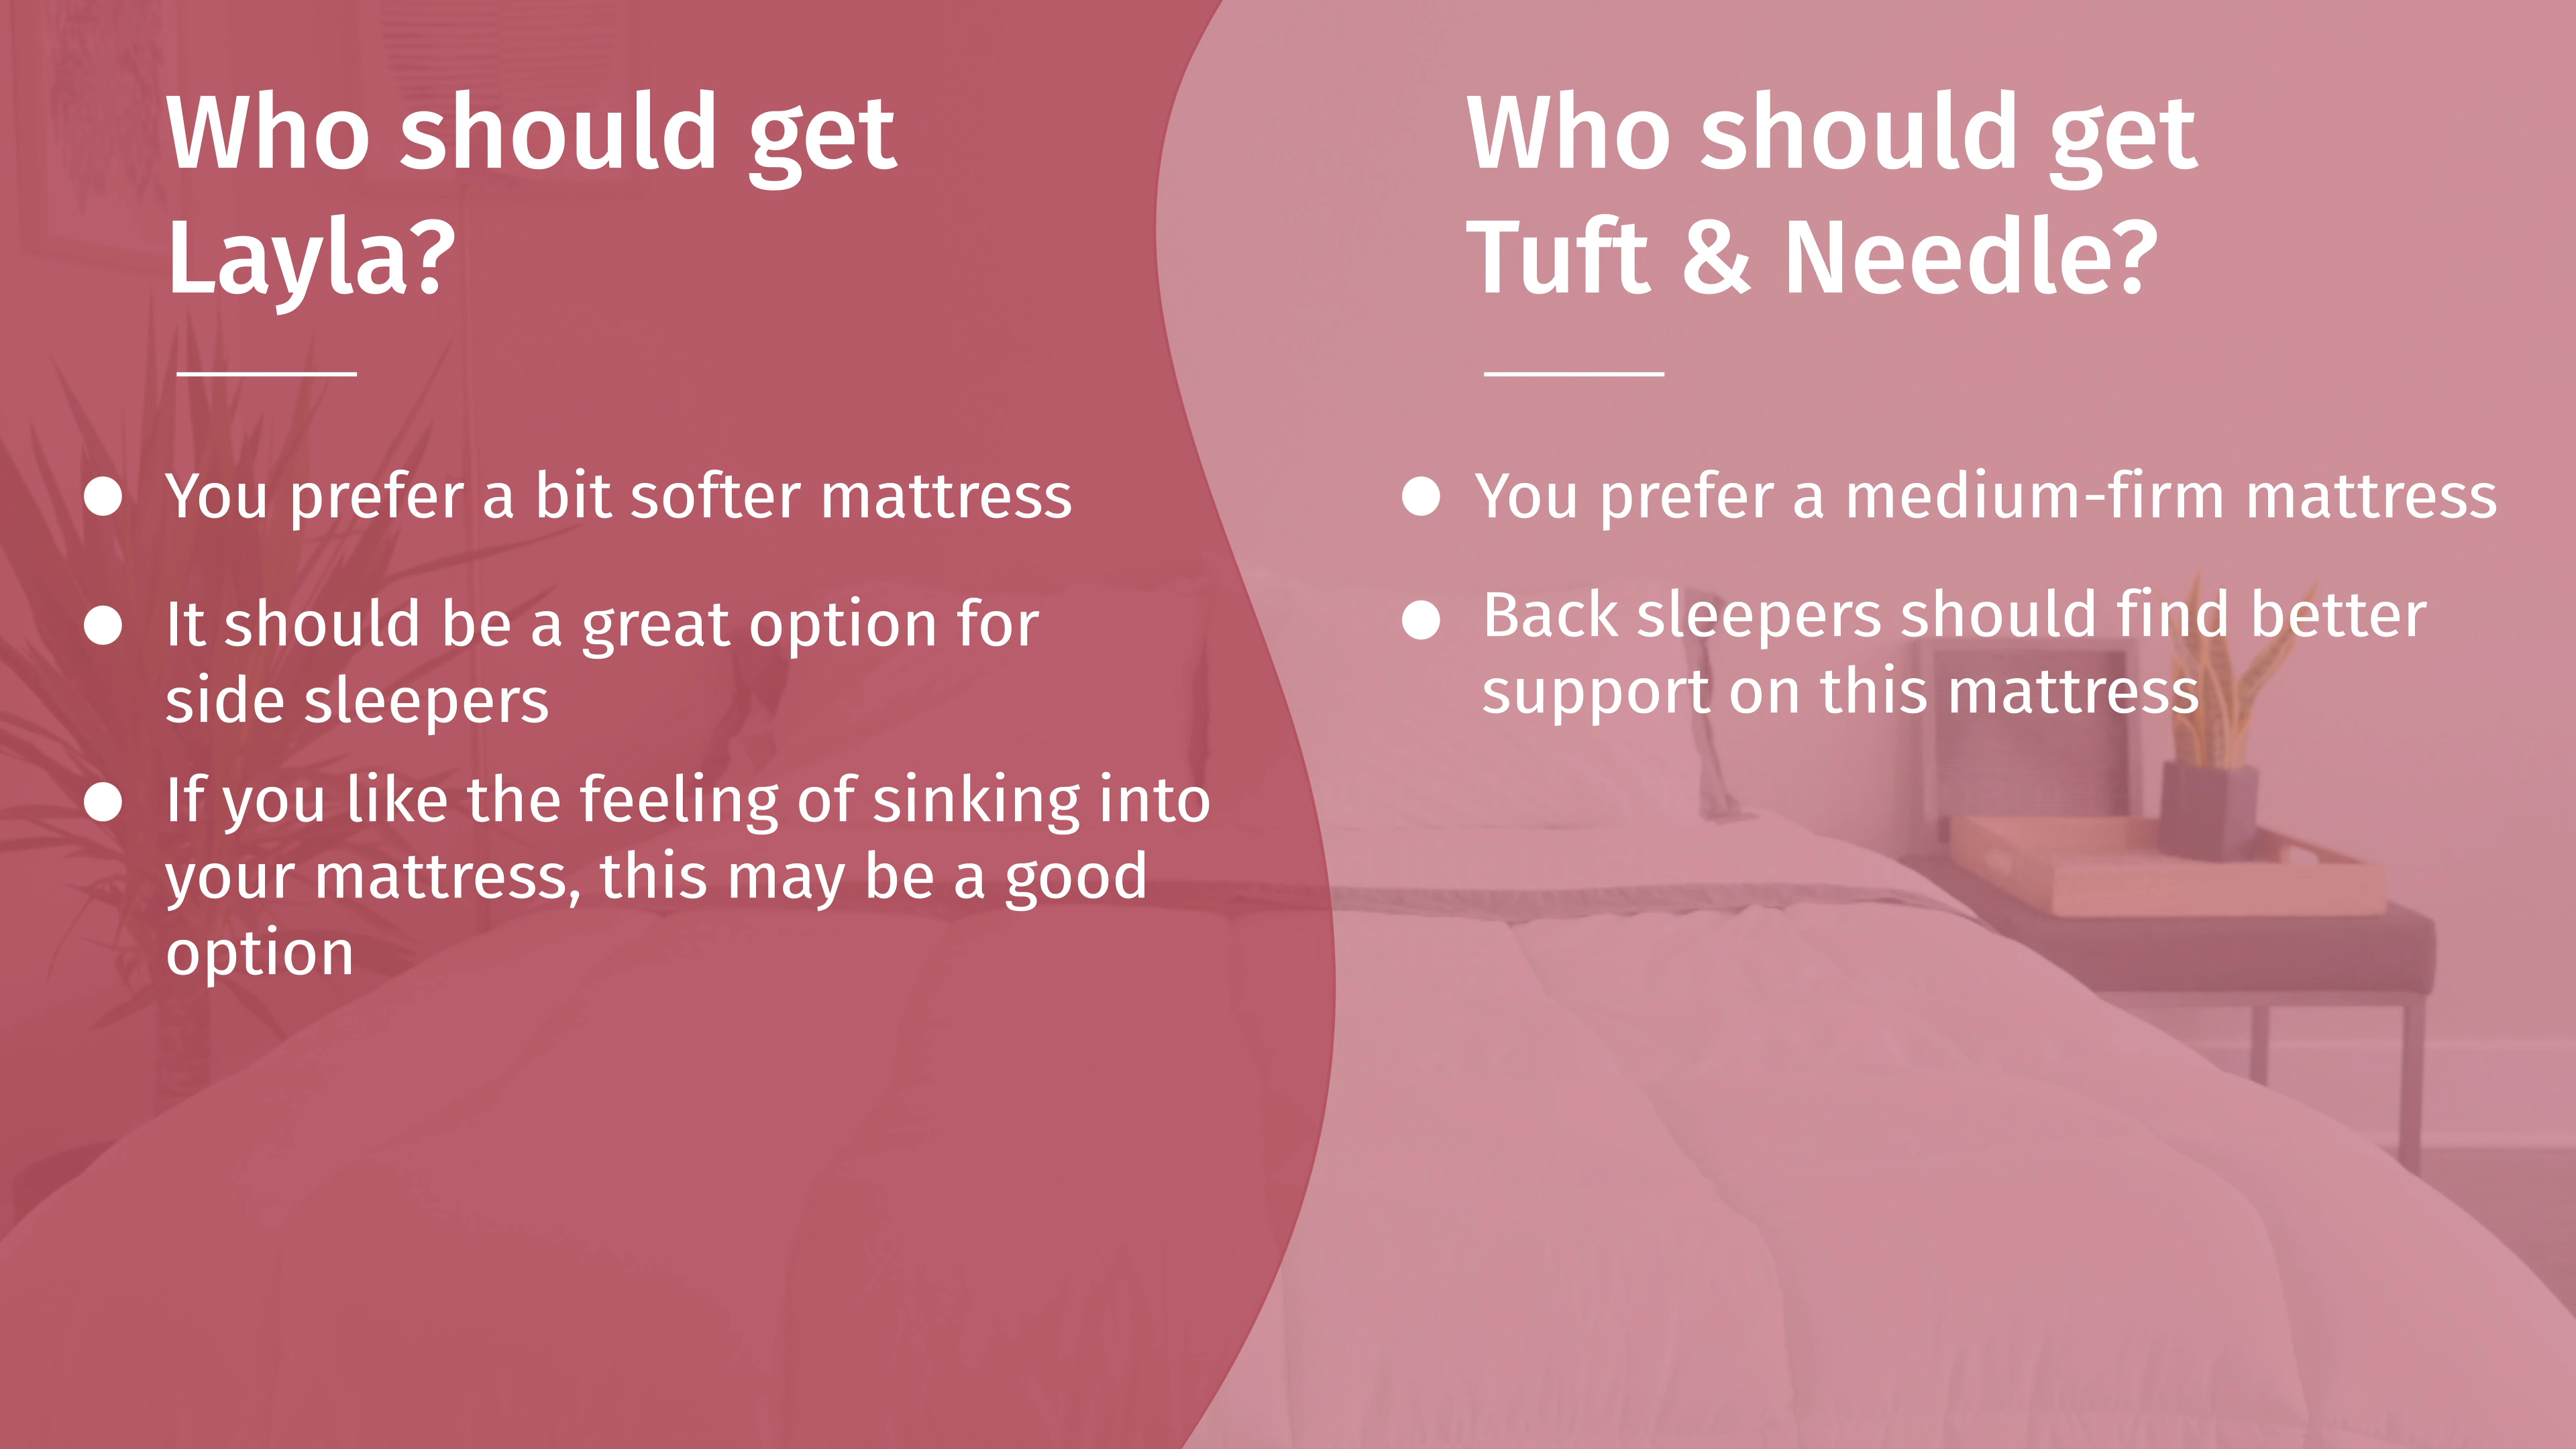 Who should get
Layla?
You prefer a bit softer mattress
It should be a great option for
side sleepers
If you like the feeling of sinking into
your mattress, this may be a good
option
Who should get
Tuft & Needle?
You prefer a medium-firm mattress
Back sleepers should find better
support on this mattress